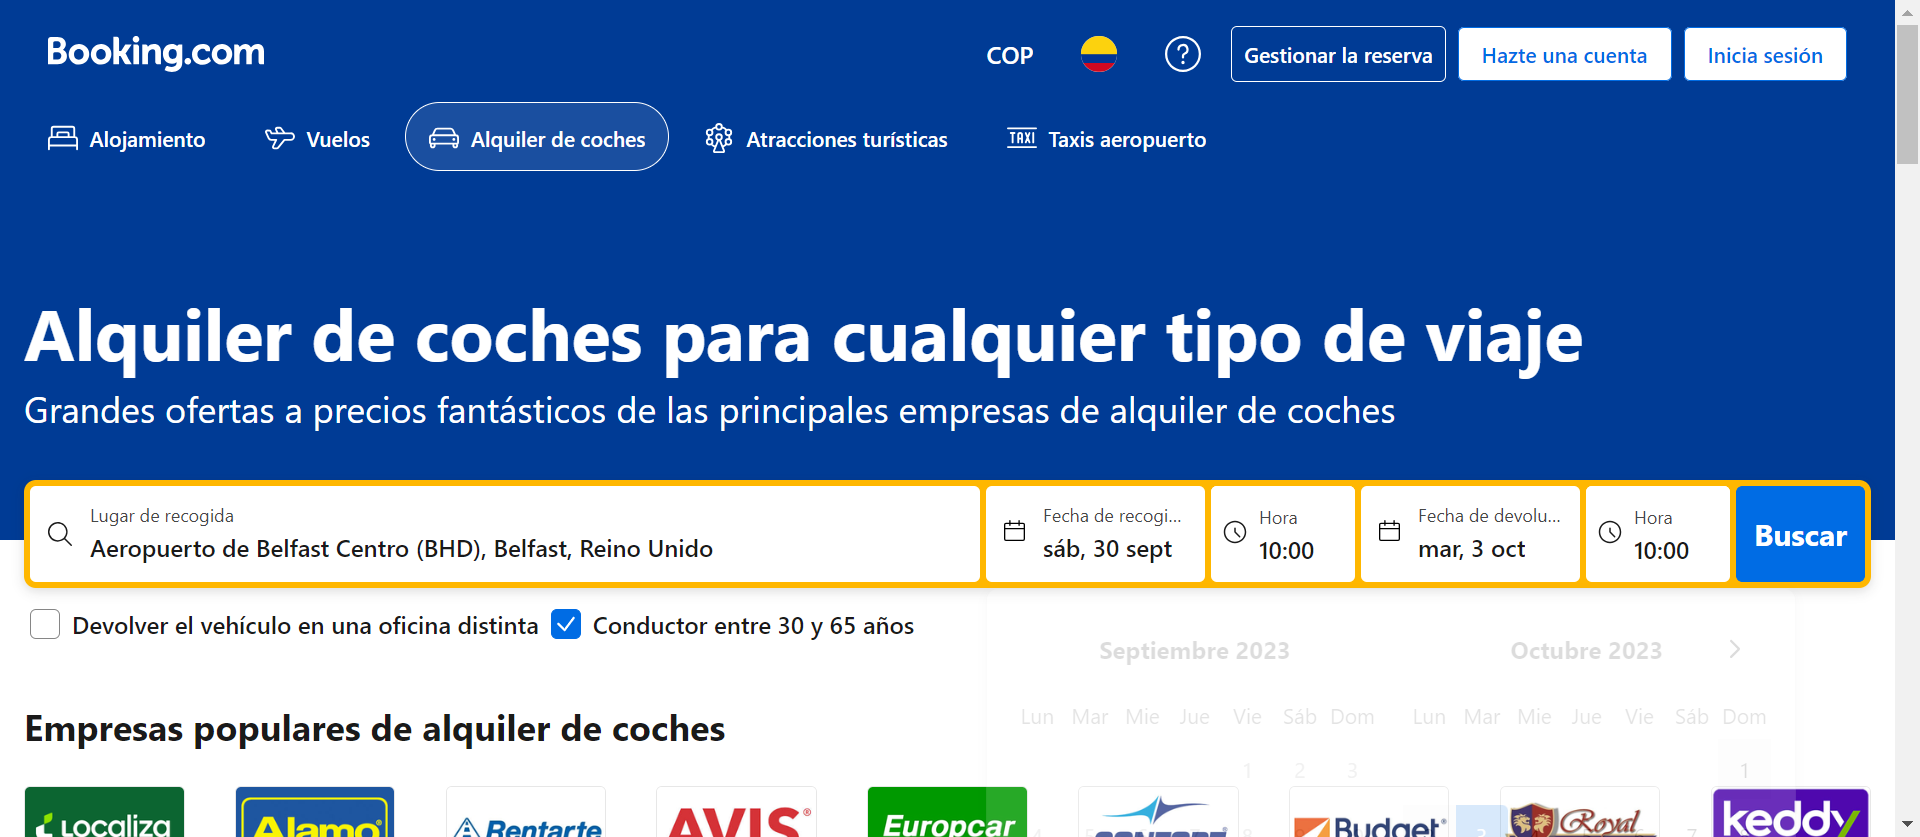 Booking.com
COP
Gestionar la reserva
Hazte una cuenta
Inicia sesión
Alojamiento
Vuelos
Alquiler de coches
Atracciones turísticas
TAXI
Taxis aeropuerto
Alquiler de coches para cualquier tipo de viaje
Grandes ofertas a precios fantásticos de las principales empresas de alquiler de coches
Lugar de recogida
Aeropuerto de Belfast Centro (BHD), Belfast, Reino Unido
Fecha de recogi...
sáb, 30 sept
Hora
10:00
Fecha de devolu...
mar, 3 oct
Hora
10:00
Buscar
Devolver el vehículo en una oficina distinta
Conductor entre 30 y 65 años
Septiembre 2023
Octubre 2023
Lun Mar Mie Jue Vie Sáb Dom
Lun Mar Mie Jue Vie Sáb Dom
1 2 3
1
Empresas populares de alquiler de coches
Localiza
Alamo
Rentarte
AVIS
Europcar
Budget
Royal
keddy